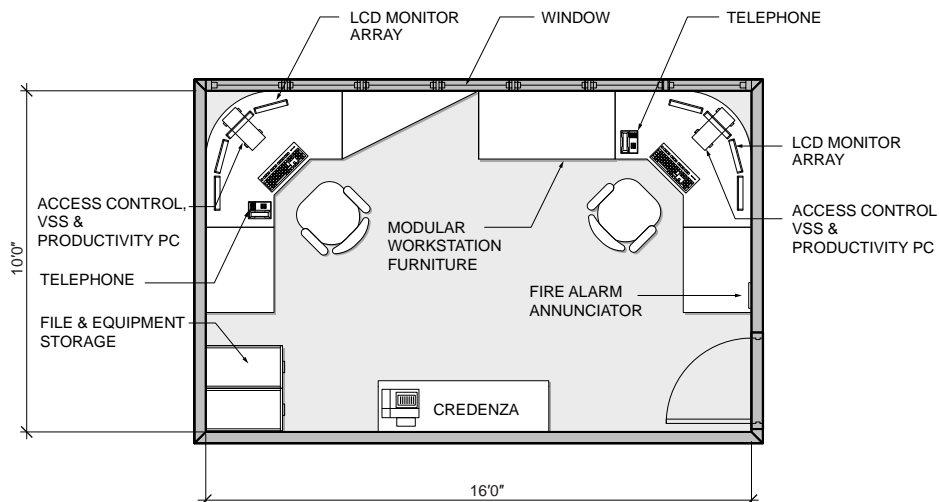 LCD MONITOR
ARRAY
WINDOW
TELEPHONE
LCD MONITOR
ARRAY
ACCESS CONTROL,
VSS &
PRODUCTIVITY PC
ACCESS CONTROL
VSS &
PRODUCTIVITY PC
MODULAR
WORKSTATION
FURNITURE
10'0"
TELEPHONE
FIRE ALARM
ANNUNCIATOR
FILE & EQUIPMENT
STORAGE
CREDENZA
16'0"